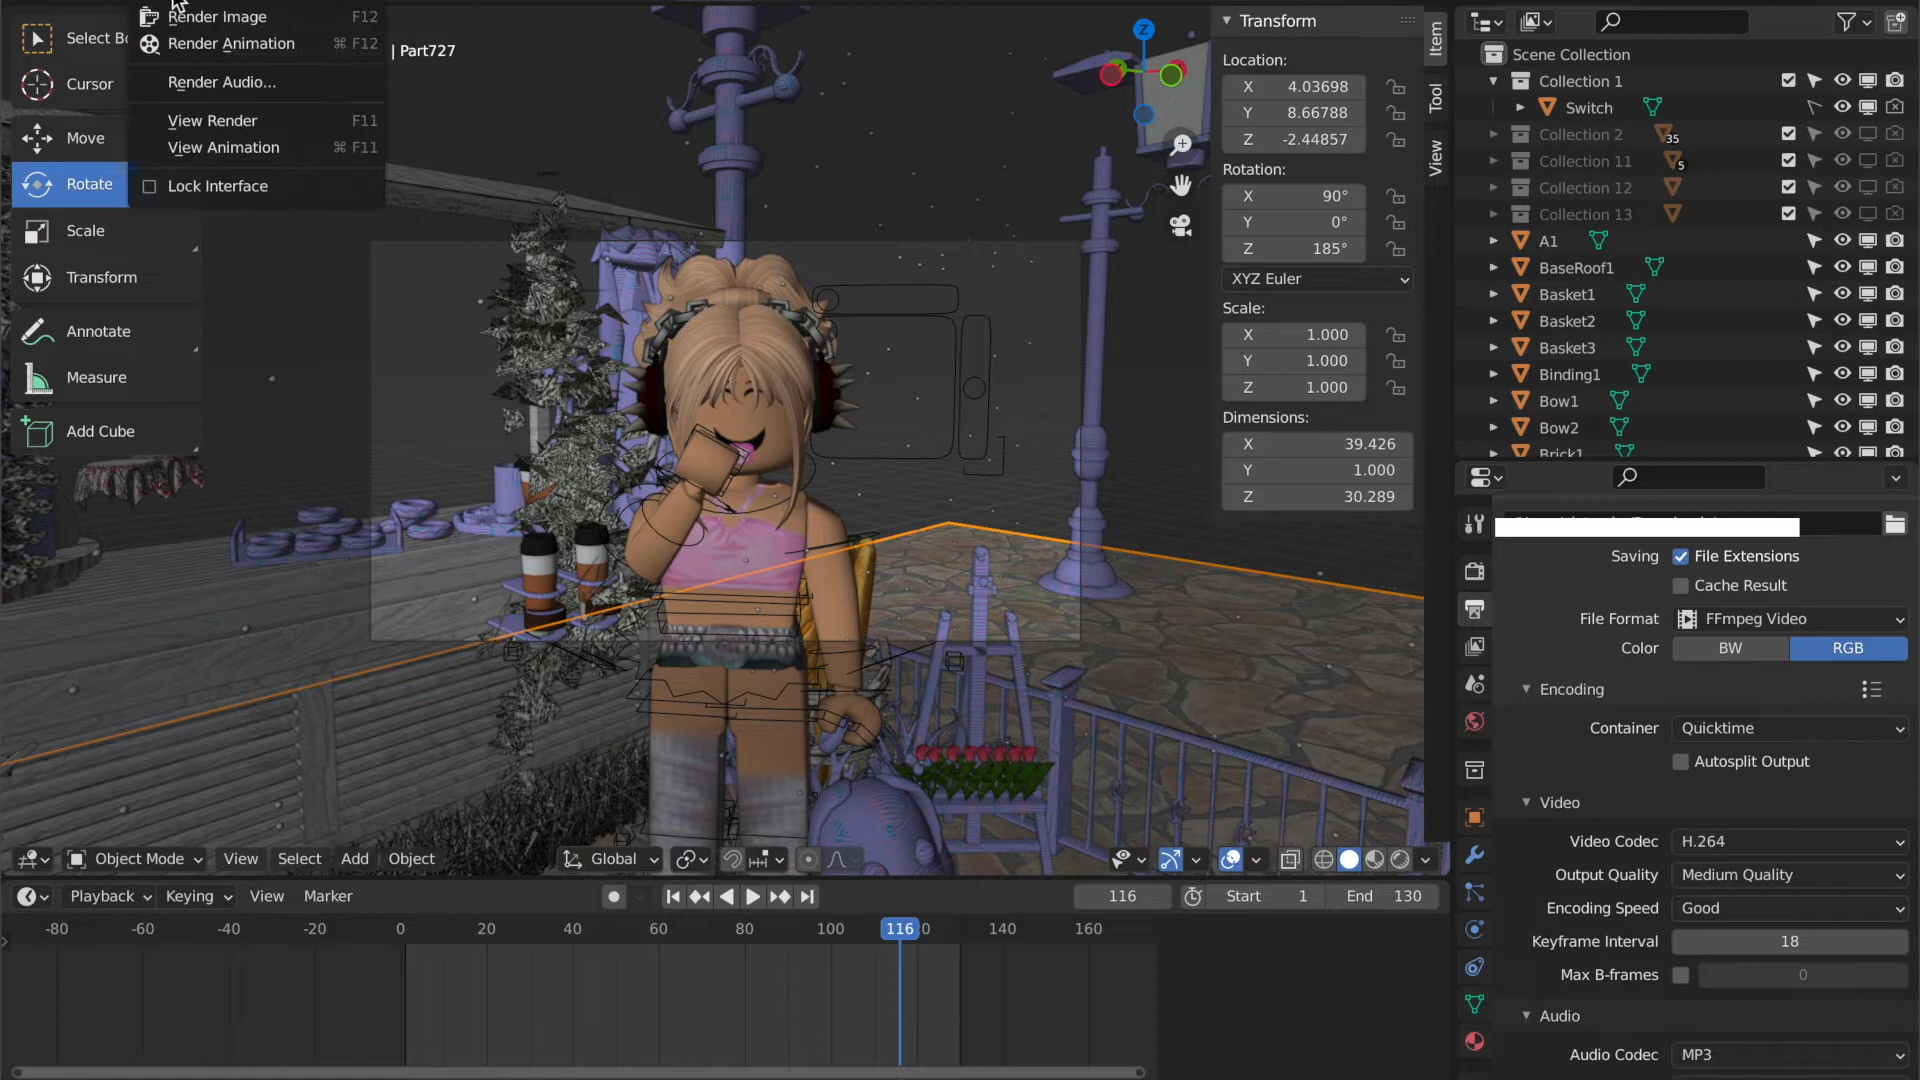 Render Image F12
Render Animation ⌘ F12
Render Audio...
View Render F11
View Animation ⌘ F11
Lock Interface
Select Bo
Cursor
Move
Rotate
Scale
Transform
Annotate
Measure
Add Cube
| Part727
Z
Transform
Location:
X 4.03698
Y 8.66788
Z -2.44857
Rotation:
X 90°
Y 0°
Z 185°
XYZ Euler
Scale:
X 1.000
Y 1.000
Z 1.000
Dimensions:
X 39.426
Y 1.000
Z 30.289
Item
Tool
View
Scene Collection
Collection 1
Switch
Collection 2 35
Collection 11 5
Collection 12
Collection 13
A1
BaseRoof1
Basket1
Basket2
Basket3
Binding1
Bow1
Bow2
Brick1
Saving File Extensions
Cache Result
File Format FFmpeg Video
Color BW RGB
Encoding
Container Quicktime
Autosplit Output
Video
Video Codec H.264
Output Quality Medium Quality
Encoding Speed Good
Keyframe Interval 18
Max B-frames 0
Audio
Audio Codec MP3
Object Mode View Select Add Object Global
Playback Keying View Marker 116 Start 1 End 130
-80 -60 -40 -20 0 20 40 60 80 100 116 0 140 160